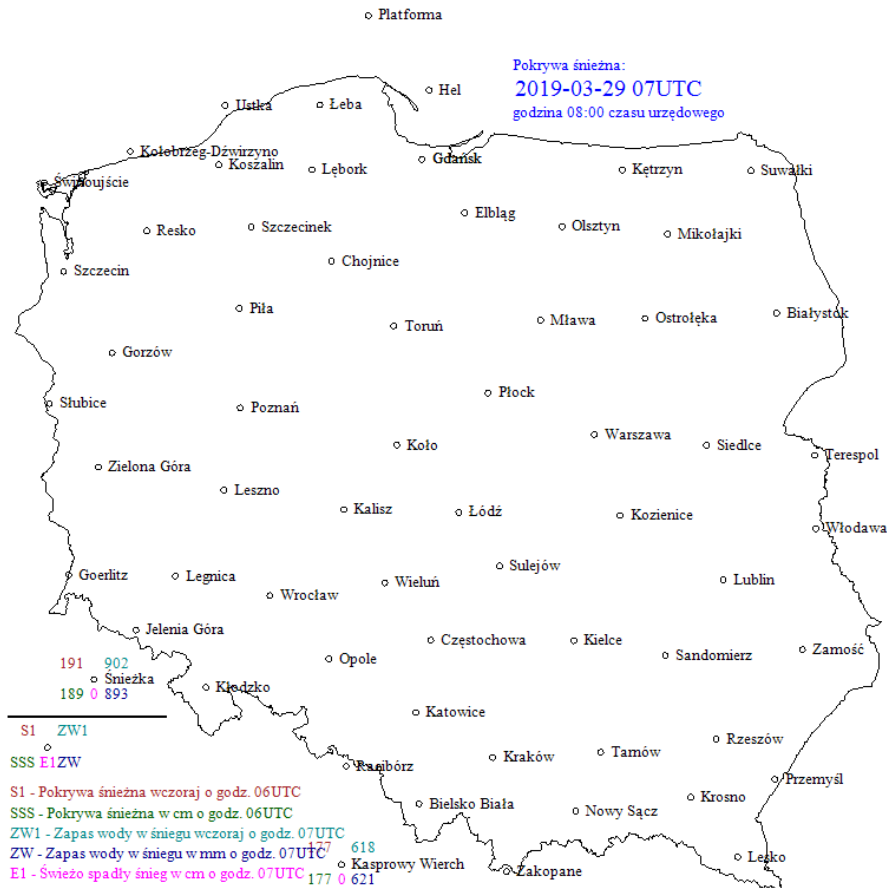 Platforma
Pokrywa śnieżna:
2019-03-29 07UTC
godzina 08:00 czasu urzędowego
Hel
Ustka
Łeba
Kołobrzeg-Dźwirzyno
Koszalin
Lębork
Gdańsk
Kętrzyn
Suwałki
Świnoujście
Elbląg
Resko
Szczecinek
Olsztyn
Mikołajki
Chojnice
Szczecin
Piła
Toruń
Mława
Ostrołęka
Białystok
Gorzów
Płock
Słubice
Poznań
Warszawa
Koło
Siedlce
Terespol
Zielona Góra
Leszno
Kalisz
Łódź
Kozienice
Włodawa
Sulejów
Goerlitz
Legnica
Wieluń
Lublin
Wrocław
Jelenia Góra
Częstochowa
Kielce
Zamość
Opole
Sandomierz
191 902
Śnieżka
189 0 893
Kłodzko
Katowice
S1 ZW1
Rzeszów
SSS E1ZW
Kraków
Tarnów
Racibórz
Przemyśl
S1 - Pokrywa śnieżna wczoraj o godz. 06UTC
Krosno
Bielsko Biała
SSS - Pokrywa śnieżna w cm o godz. 06UTC
Nowy Sącz
ZW1 - Zapas wody w śniegu wczoraj o godz. 07UTC
177 618
ZW - Zapas wody w śniegu w mm o godz. 07UTC
Lesko
Kasprowy Wierch
Zakopane
E1 - Świeżo spadły śnieg w cm o godz. 07UTC
177 0 621